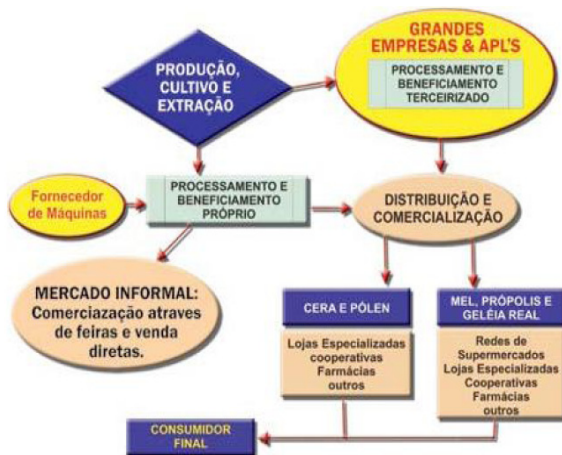 GRANDES
EMPRESAS & APL'S
PROCESSAMENTO E
BENEFICIAMENTO
TERCEIRIZADO
PRODUÇÃO,
CULTIVO E
EXTRAÇÃO
Fornecedor
de Máquinas
PROCESSAMENTO E
BENEFICIAMENTO
PRÓPRIO
DISTRIBUIÇÃO E
COMERCIALIZAÇÃO
MERCADO INFORMAL:
Comerciazação atraves
de feiras e venda
diretas.
CERA E PÓLEN
Lojas Especializadas
cooperativas
Farmácias
outros
MEL, PRÓPOLIS E
GELÉIA REAL
Redes de
Supermercados
Lojas Especializadas
Cooperativas
Farmácias
outros
CONSUMIDOR
FINAL